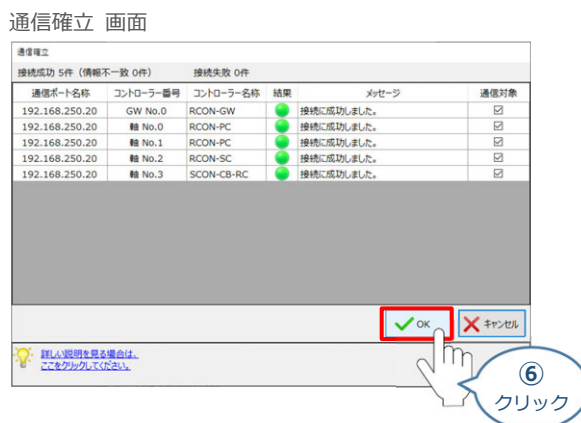 通信確立 画面
通信確立
接続成功 5件（情報不一致 0件） 接続失敗 0件
通信ポート名称 コントローラー番号 コントローラー名称 結果 メッセージ 通信対象
192.168.250.20 GW No.0 RCON-GW 接続に成功しました。
192.168.250.20 軸 No.0 RCON-PC 接続に成功しました。
192.168.250.20 軸 No.1 RCON-PC 接続に成功しました。
192.168.250.20 軸 No.2 RCON-SC 接続に成功しました。
192.168.250.20 軸 No.3 SCON-CB-RC 接続に成功しました。
OK キャンセル
詳しい説明を見る場合は、
ここをクリックしてください。
⑥
クリック